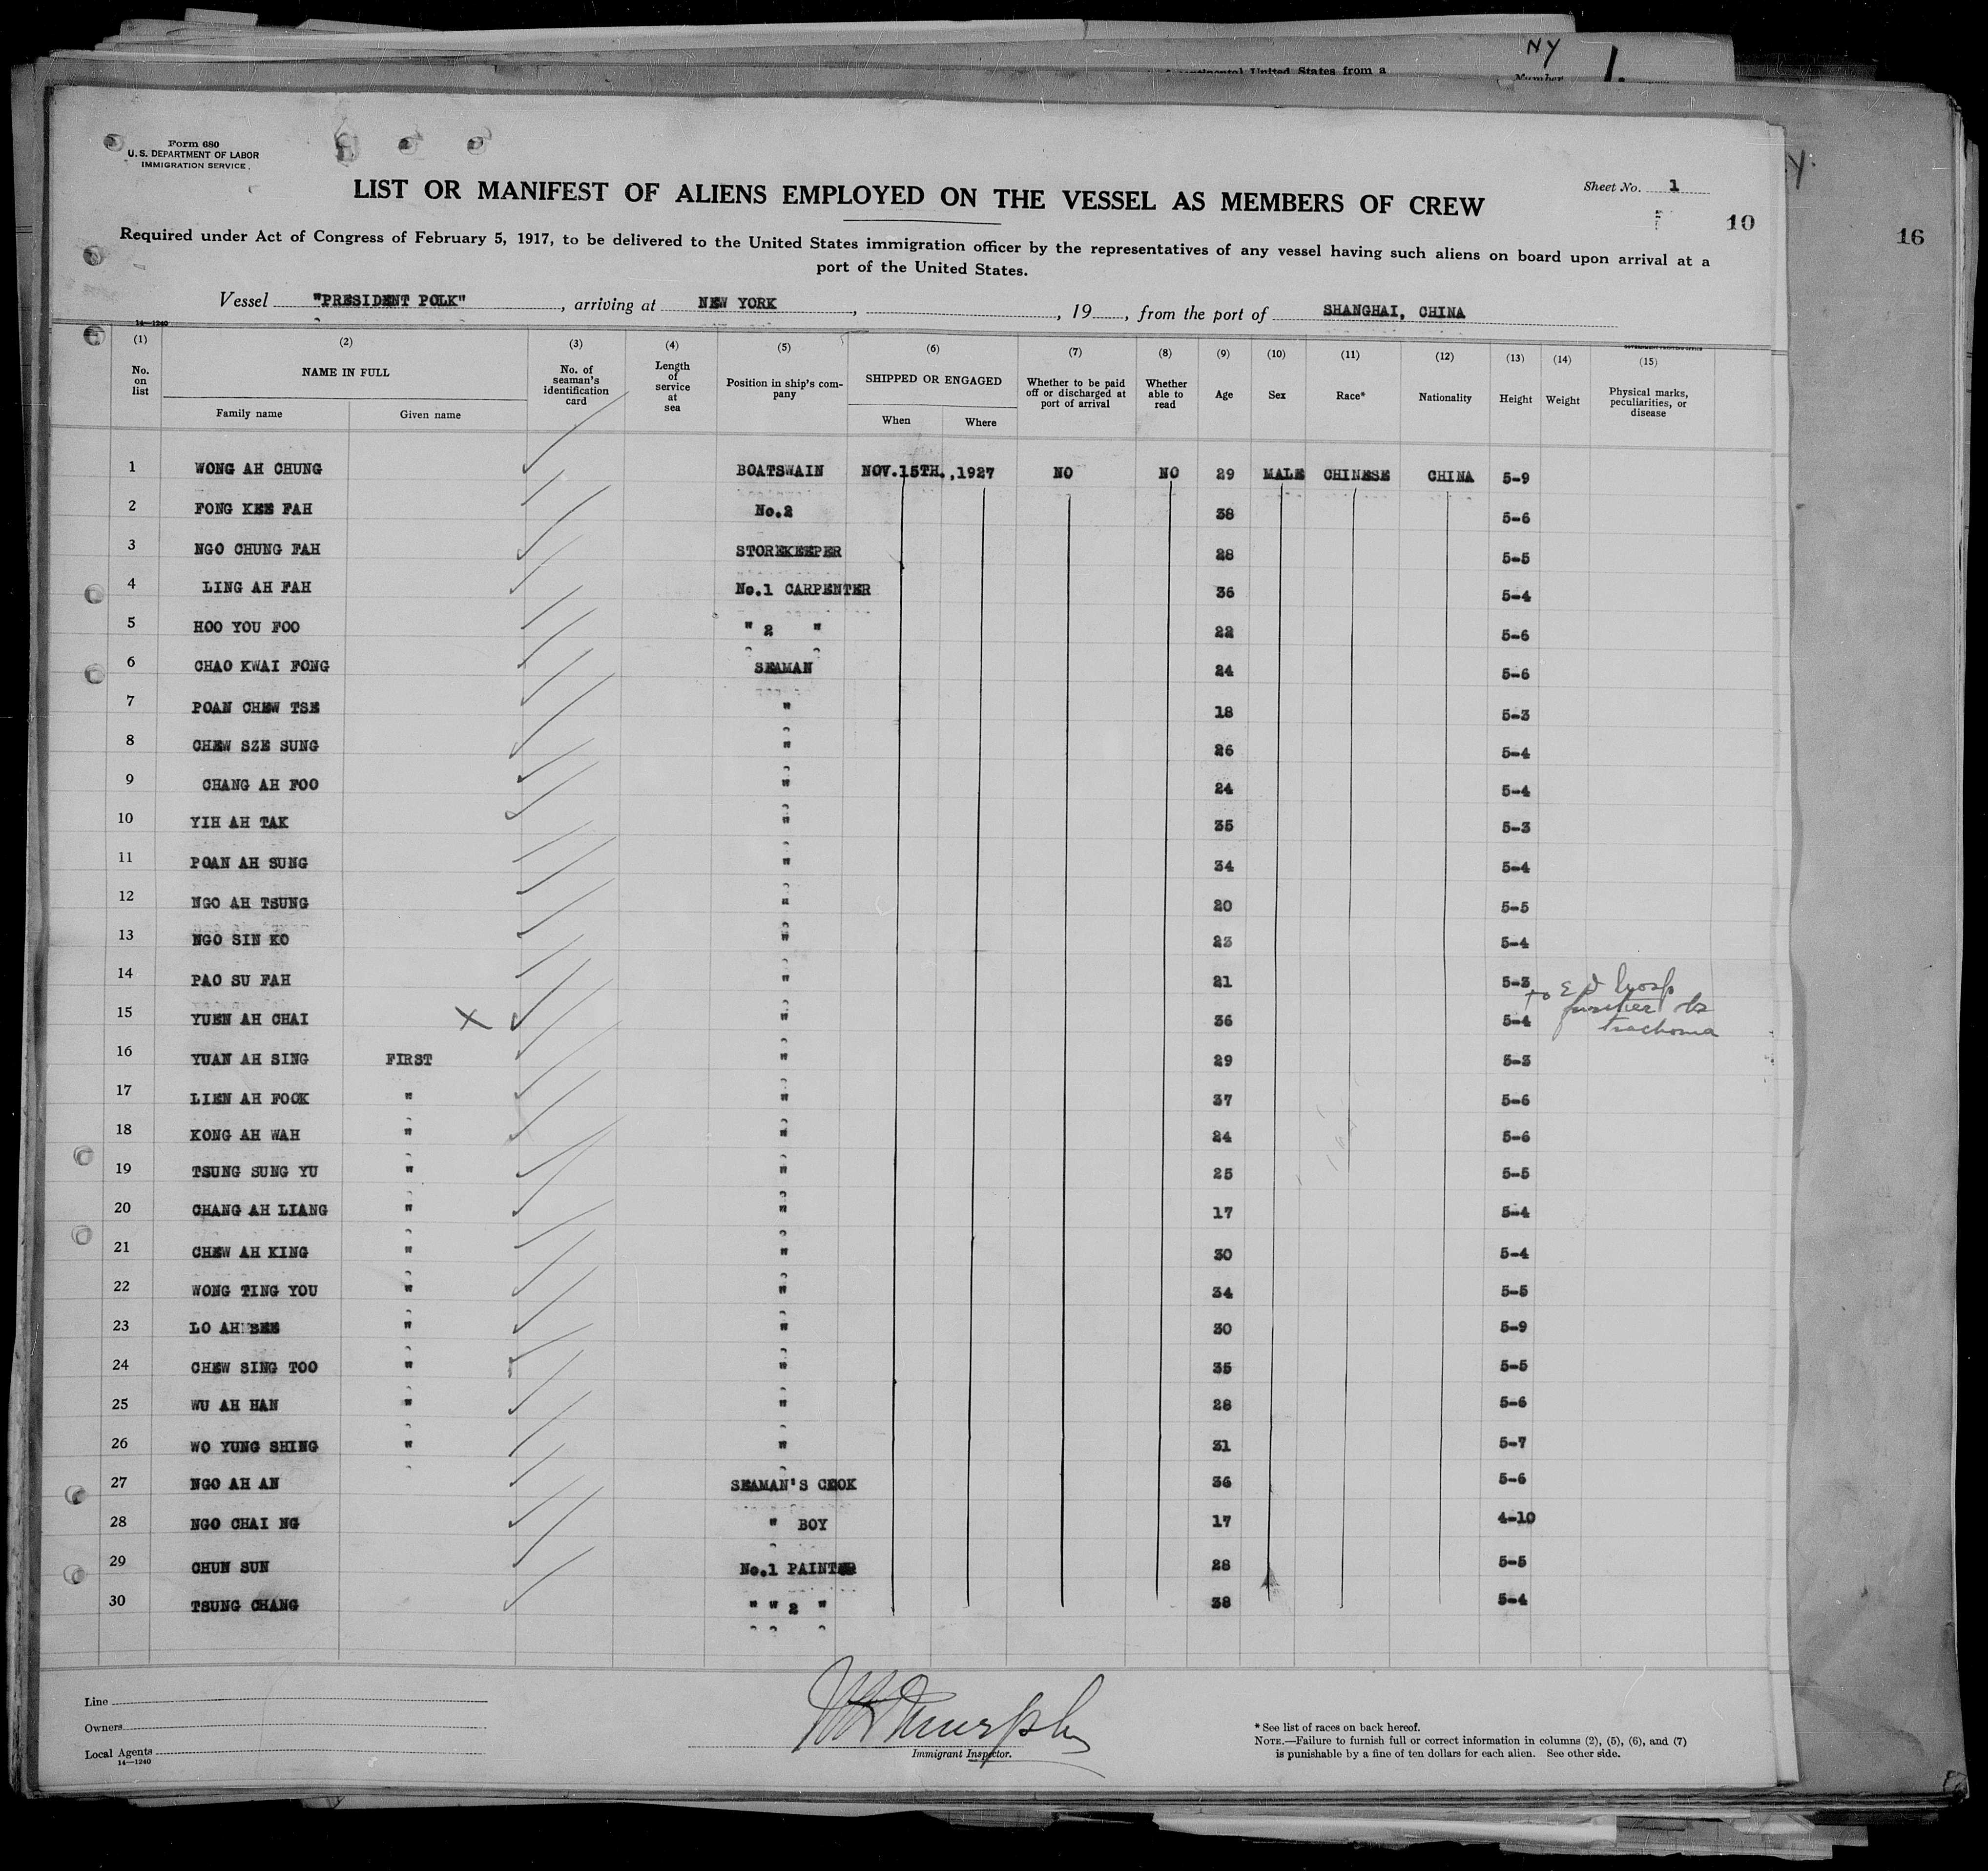 NY
1.
continental United States from a
Number
Form 680
U.S. DEPARTMENT OF LABOR
IMMIGRATION SERVICE.
LIST OR MANIFEST OF ALIENS EMPLOYED ON THE VESSEL AS MEMBERS OF CREW
Sheet No. 1
10
16
Required under Act of Congress of February 5, 1917, to be delivered to the United States immigration officer by the representatives of any vessel having such aliens on board upon arrival at a
port of the United States.
Vessel "PRESIDENT POLK", arriving at NEW YORK, , 19 , from the port of SHANGHAI, CHINA
14—1240
GOVERNMENT PRINTING OFFICE
(1) (2) (3) (4) (5) (6) (7) (8) (9) (10) (11) (12) (13) (14) (15)
No. on list NAME IN FULL No. of seaman's identification card Length of service at sea Position in ship's company SHIPPED OR ENGAGED Whether to be paid off or discharged at port of arrival Whether able to read Age Sex Race* Nationality Height Weight Physical marks, peculiarities, or disease
Family name Given name When Where
1 WONG AH CHUNG BOATSWAIN NOV.15TH.,1927 NO NO 29 MALE CHINESE CHINA 5-9
2 FONG KEE FAH No.2 38 5-6
3 NGO CHUNG FAH STOREKEEPER 28 5-5
4 LING AH FAH No.1 CARPENTER 36 5-4
5 HOO YOU FOO " 2 " 22 5-6
6 CHAO KWAI FONG SEAMAN 24 5-6
7 POAN CHEW TSE " 18 5-3
8 CHEW SZE SUNG " 26 5-4
9 CHANG AH FOO " 24 5-4
10 YIH AH TAK " 35 5-3
11 POAN AH SUNG " 34 5-4
12 NGO AH TSUNG " 20 5-5
13 NGO SIN KO " 23 5-4
14 PAO SU FAH " 21 5-3
to E I hosp
15 YUEN AH CHAI X " 36 5-4 further
trachoma
16 YUAN AH SING FIRST " 29 5-3
17 LIEN AH FOOK " " 37 5-6
18 KONG AH WAH " " 24 5-6
19 TSUNG SUNG YU " " 25 5-5
20 CHANG AH LIANG " " 17 5-4
21 CHEW AH KING " " 30 5-4
22 WONG TING YOU " " 34 5-5
23 LO AH SEE " " 30 5-9
24 CHEW SING TOO " " 35 5-5
25 WU AH HAN " " 28 5-6
26 WO YUNG SHING " " 31 5-7
27 NGO AH AN SEAMAN'S COOK 36 5-6
28 NGO CHAI NG " BOY 17 4-10
29 CHUN SUN No.1 PAINTER 28 5-5
30 TSUNG CHANG " " 2 " 38 5-4
Line
Owners
Local Agents
14—1240
Murphy
Immigrant Inspector.
* See list of races on back hereof.
NOTE.—Failure to furnish full or correct information in columns (2), (5), (6), and (7)
is punishable by a fine of ten dollars for each alien. See other side.